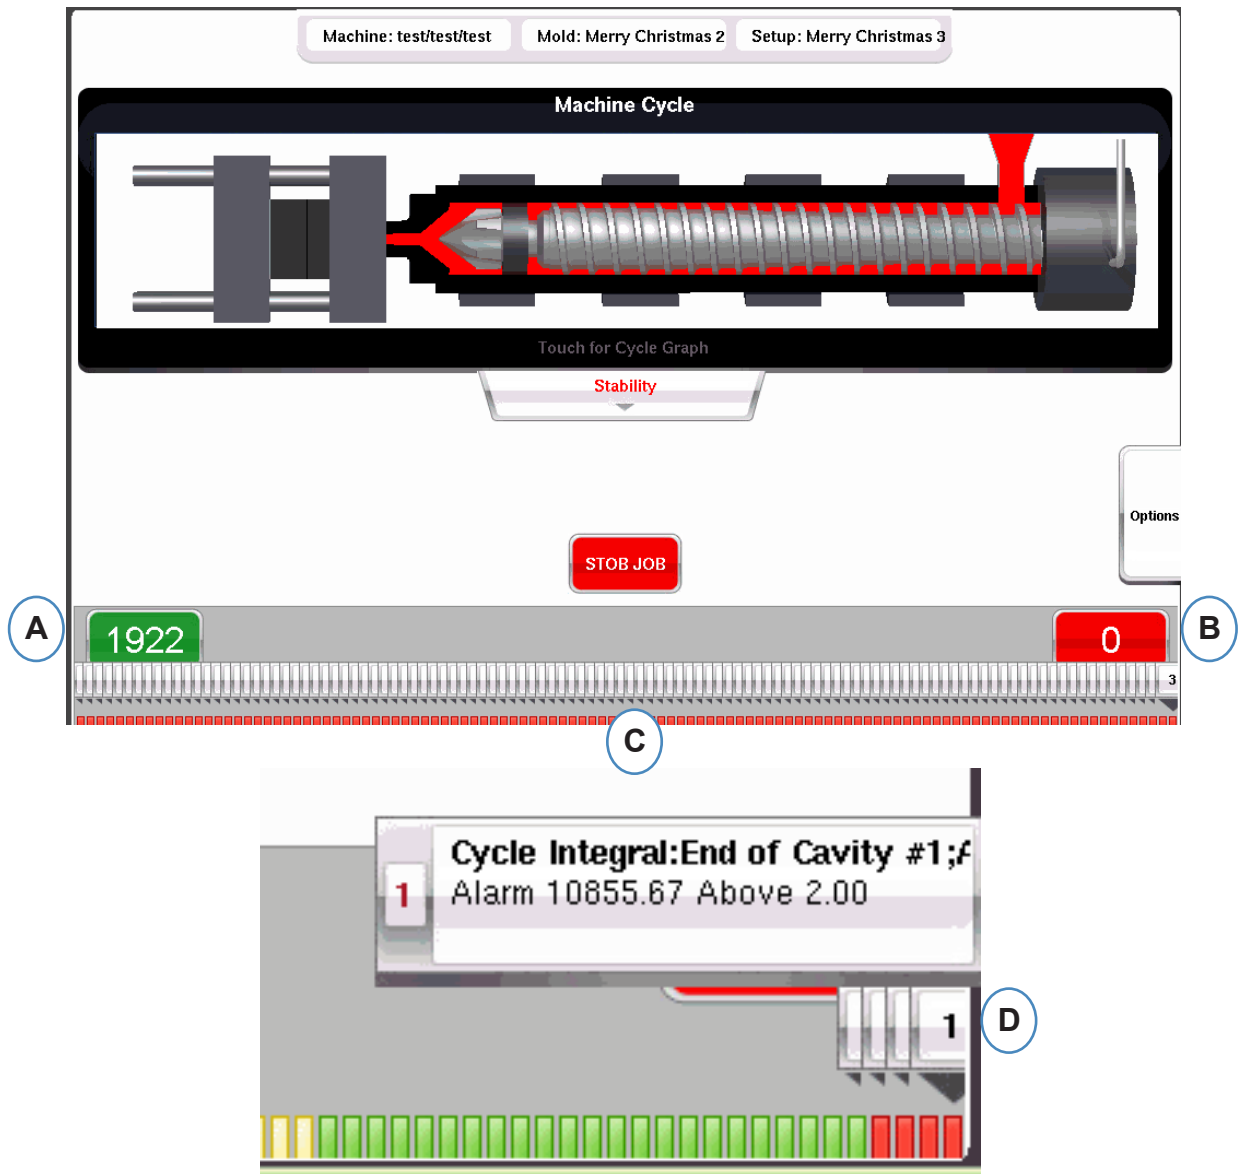 Machine: test/test/test
Mold: Merry Christmas 2
Setup: Merry Christmas 3
Machine Cycle
Touch for Cycle Graph
Stability
Options
STOB JOB
A
1922
0
B
3
C
Cycle Integral:End of Cavity #1;A
1
Alarm 10855.67 Above 2.00
1
D